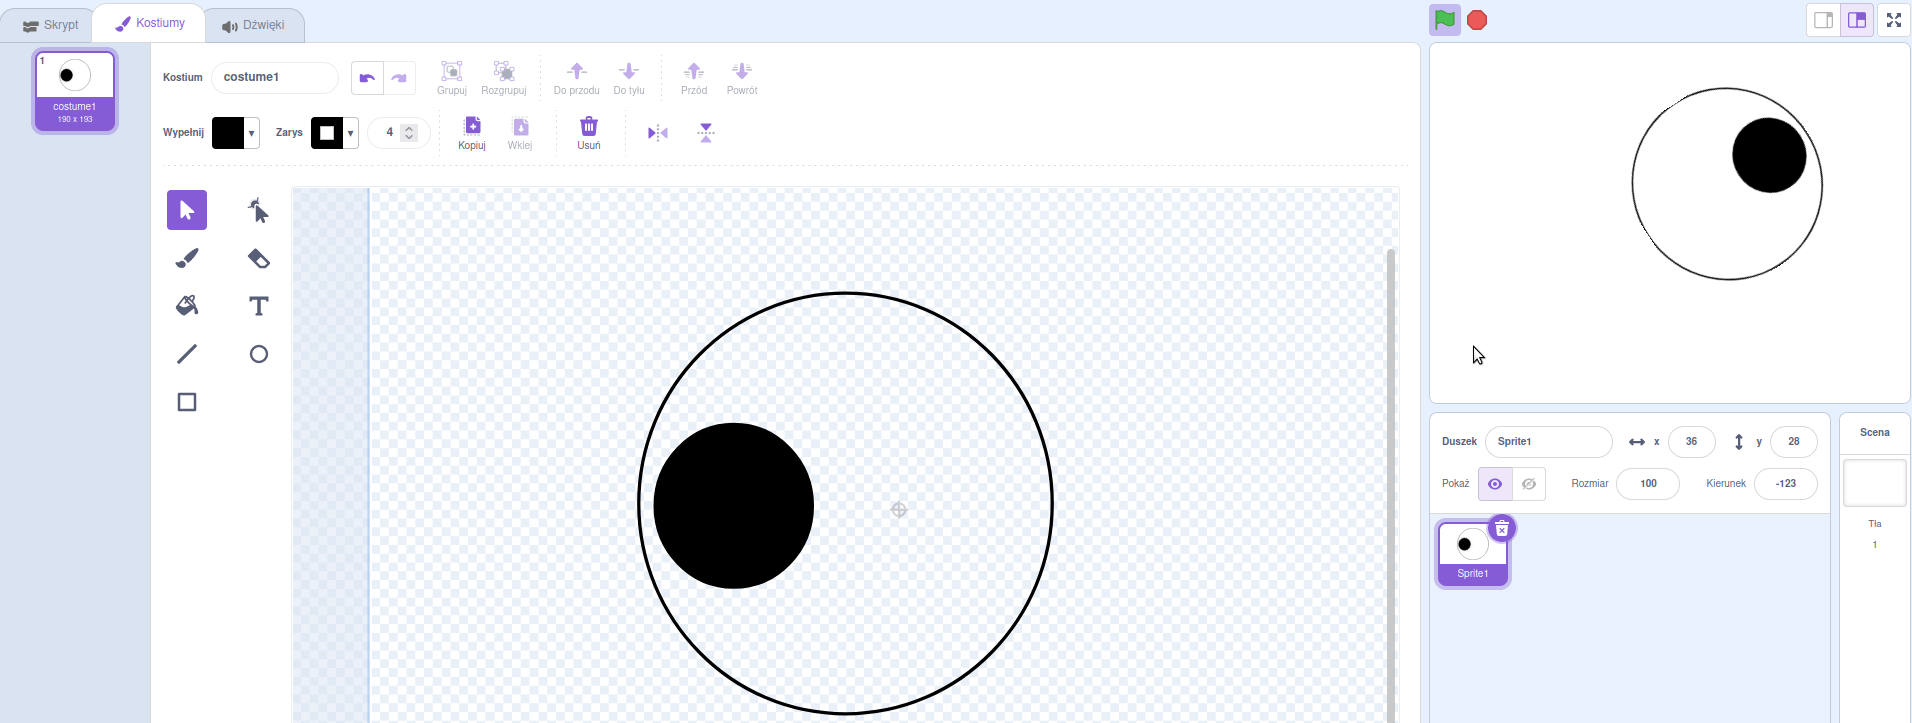 Skrypt Kostiumy Dźwięki
1
costume1
190 x 193
Kostium costume1 Grupuj Rozgrupuj Do przodu Do tyłu Przód Powrót
Wypełnij Zarys 4 Kopiuj Wklej Usuń
T
Duszek Sprite1 x 36 y 28
Pokaż Rozmiar 100 Kierunek -123
Sprite1
Scena
Tła
1